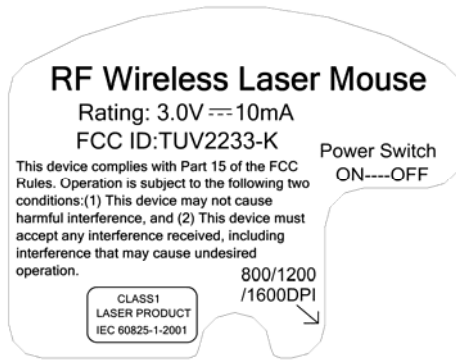 RF Wireless Laser Mouse
Rating: 3.0V⎓10mA
FCC ID:TUV2233-K
Power Switch
ON----OFF
This device complies with Part 15 of the FCC
Rules. Operation is subject to the following two
conditions:(1) This device may not cause
harmful interference, and (2) This device must
accept any interference received, including
interference that may cause undesired
operation.
800/1200
/1600DPI
CLASS1
LASER PRODUCT
IEC 60825-1-2001